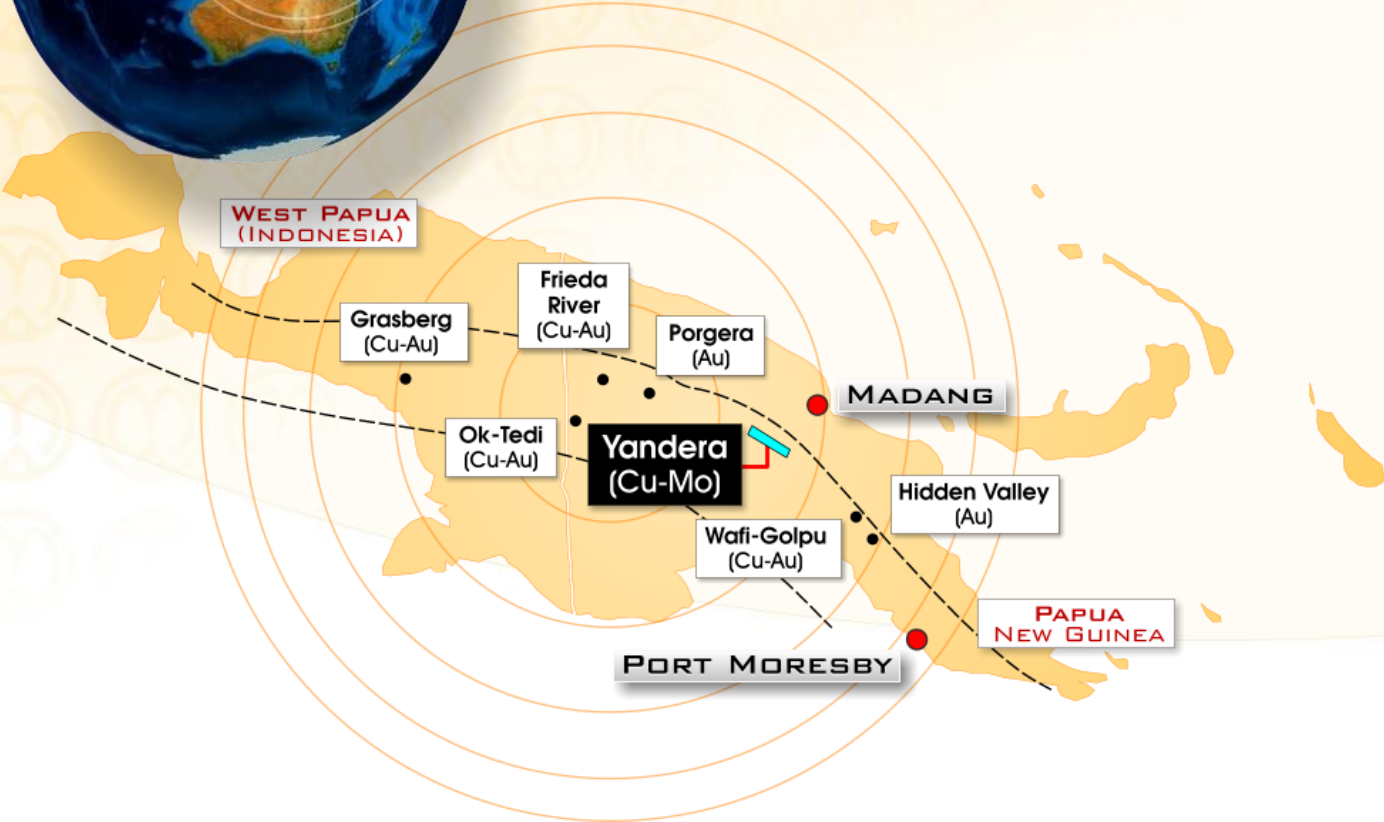 WEST PAPUA
(INDONESIA)
Frieda
River
(Cu-Au)
Grasberg
(Cu-Au)
Porgera
(Au)
MADANG
Ok-Tedi
(Cu-Au)
Yandera
(Cu-Mo)
Hidden Valley
(Au)
Wafi-Golpu
(Cu-Au)
PAPUA
NEW GUINEA
PORT MORESBY